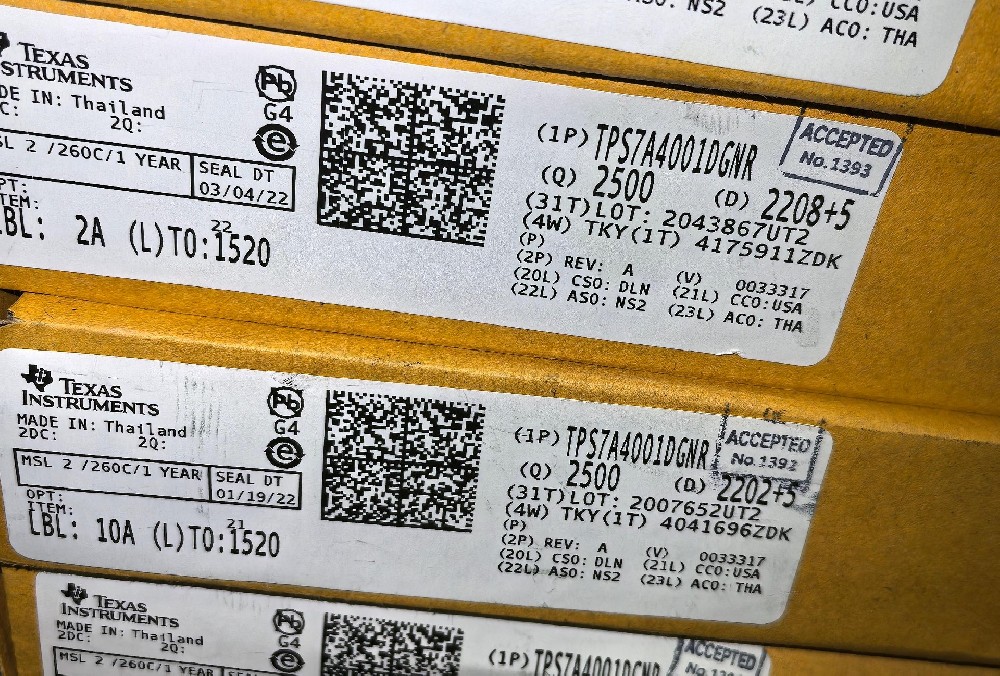 CCO:USA
NS2 (23L) ACO: THA
TEXAS
INSTRUMENTS
MADE IN: Thailand
2Q:
Pb
G4
e
MSL 2 /260C/1 YEAR
SEAL DT
03/04/22
LBL: 2A (L)TO:1520
22
(1P) TPS7A4001DGNR
ACCEPTED
No.1393
(Q) 2500 (D) 2208+5
(31T)LOT: 2043867UT2
(4W) TKY(1T) 4175911ZDK
(P)
(2P) REV: A (V) 0033317
(20L) CSO: DLN (21L) CCO:USA
(22L) ASO: NS2 (23L) ACO: THA
TEXAS
INSTRUMENTS
MADE IN: Thailand
2DC: 2Q:
Pb
G4
e
MSL 2 /260C/1 YEAR
SEAL DT
01/19/22
OPT:
ITEM:
LBL: 10A (L)TO:1520
21
(1P) TPS7A4001DGNR
ACCEPTED
No.1392
(Q) 2500 (D) 2202+5
(31T)LOT: 2007652UT2
(4W) TKY(1T) 4041696ZDK
(P)
(2P) REV: A (V) 0033317
(20L) CSO: DLN (21L) CCO:USA
(22L) ASO: NS2 (23L) ACO: THA
TEXAS
INSTRUMENTS
MADE IN: Thailand
2DC: 2Q:
Pb
G4
e
MSL 2 /260C/1 YEAR
(1P) TPS7A4001DGNR
ACCEPTED